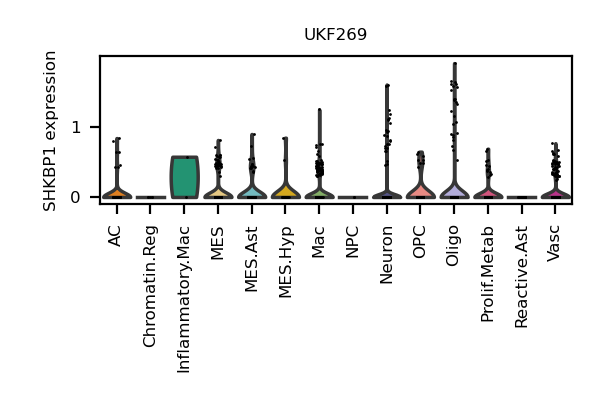 UKF269
SHKBP1 expression
1
0
AC
Chromatin.Reg
Inflammatory.Mac
MES
MES.Ast
MES.Hyp
Mac
NPC
Neuron
OPC
Oligo
Prolif.Metab
Reactive.Ast
Vasc